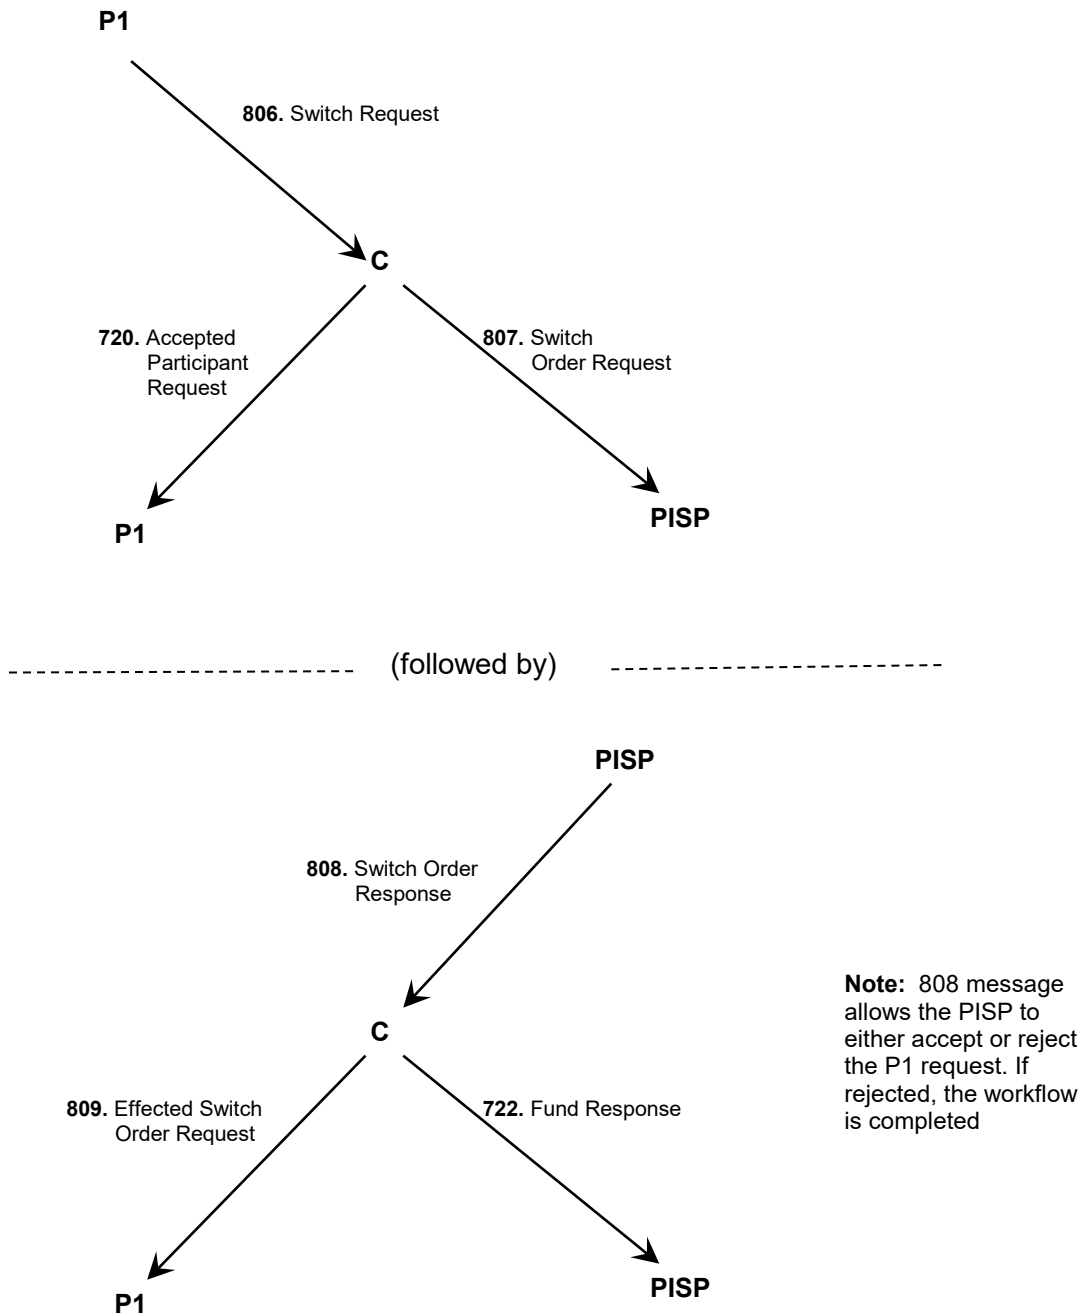 P1
806. Switch Request
C
720. Accepted
Participant
Request
807. Switch
Order Request
P1
PISP
(followed by)
PISP
808. Switch Order
Response
C
809. Effected Switch
Order Request
722. Fund Response
Note: 808 message
allows the PISP to
either accept or reject
the P1 request. If
rejected, the workflow
is completed
P1
PISP